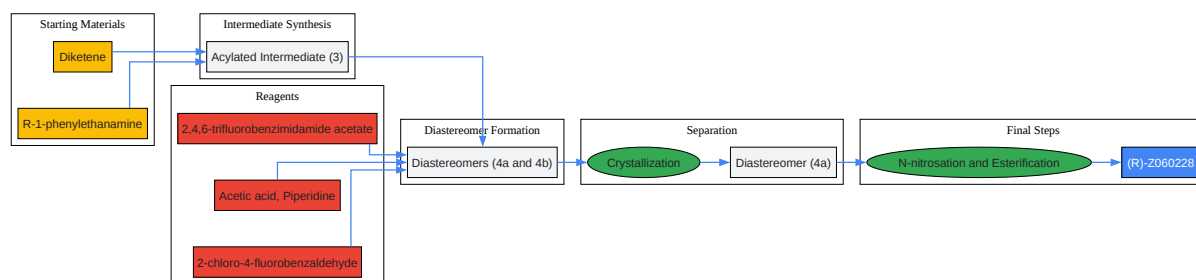 Starting Materials
Diketene
R-1-phenylethanamine
Intermediate Synthesis
Acylated Intermediate (3)
Reagents
2,4,6-trifluorobenzimidamide acetate
Acetic acid, Piperidine
2-chloro-4-fluorobenzaldehyde
Diastereomer Formation
Diastereomers (4a and 4b)
Separation
Crystallization
Diastereomer (4a)
Final Steps
N-nitrosation and Esterification
(R)-Z060228